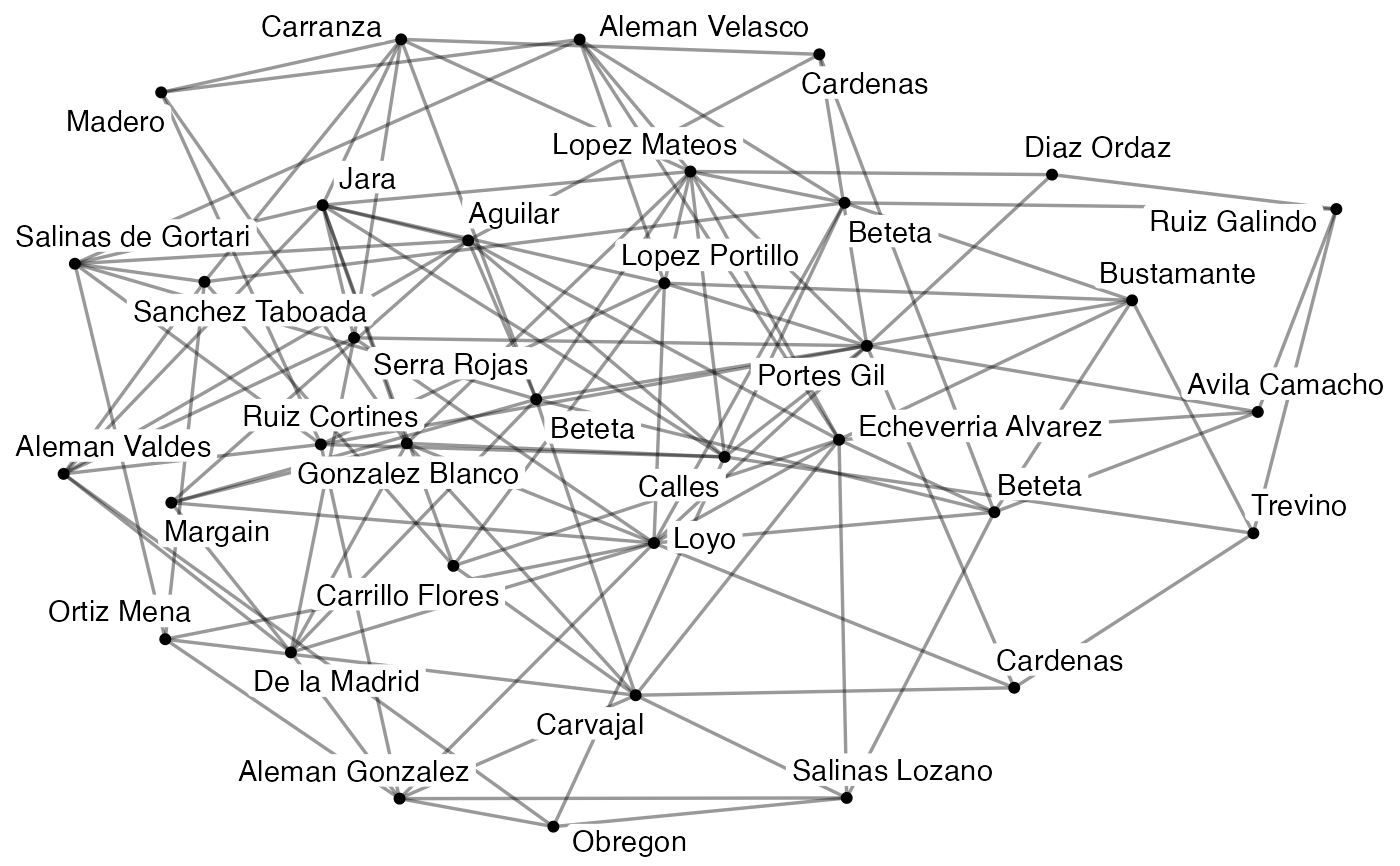 Carranza
Aleman Velasco
Cardenas
Madero
Lopez Mateos
Diaz Ordaz
Jara
Aguilar
Ruiz Galindo
Beteta
Salinas de Gortari
Lopez Portillo
Bustamante
Sanchez Taboada
Serra Rojas
Portes Gil
Avila Camacho
Ruiz Cortines
Beteta
Echeverria Alvarez
Aleman Valdes
Gonzalez Blanco
Calles
Beteta
Trevino
Margain
Loyo
Carrillo Flores
Ortiz Mena
Cardenas
De la Madrid
Carvajal
Aleman Gonzalez
Salinas Lozano
Obregon